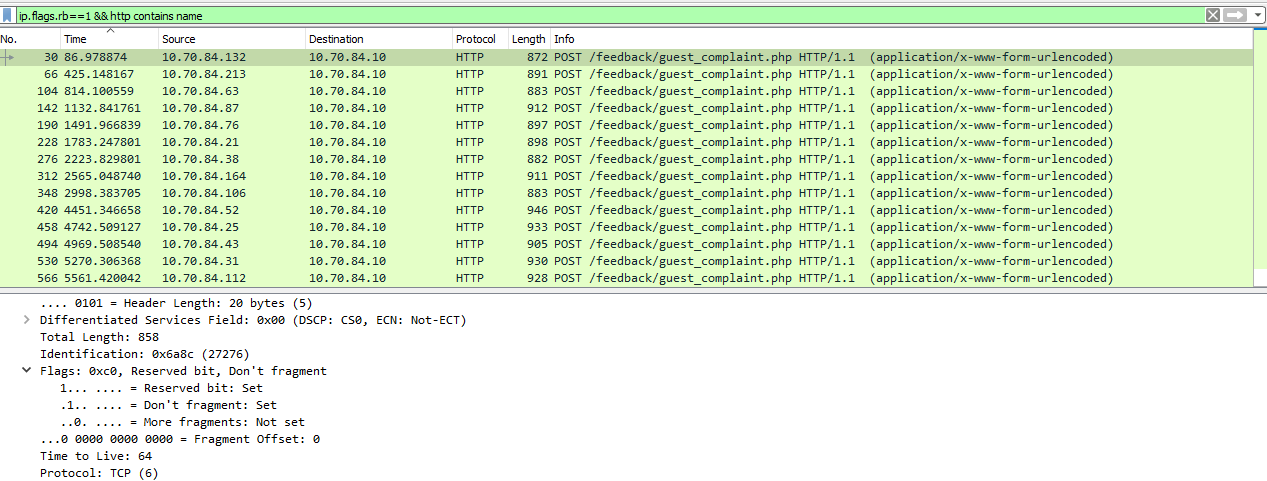 ip.flags.rb==1 && http contains name
No. Time Source Destination Protocol Length Info
30 86.978874 10.70.84.132 10.70.84.10 HTTP 872 POST /feedback/guest_complaint.php HTTP/1.1 (application/x-www-form-urlencoded)
66 425.148167 10.70.84.213 10.70.84.10 HTTP 891 POST /feedback/guest_complaint.php HTTP/1.1 (application/x-www-form-urlencoded)
104 814.100559 10.70.84.63 10.70.84.10 HTTP 883 POST /feedback/guest_complaint.php HTTP/1.1 (application/x-www-form-urlencoded)
142 1132.841761 10.70.84.87 10.70.84.10 HTTP 912 POST /feedback/guest_complaint.php HTTP/1.1 (application/x-www-form-urlencoded)
190 1491.966839 10.70.84.76 10.70.84.10 HTTP 897 POST /feedback/guest_complaint.php HTTP/1.1 (application/x-www-form-urlencoded)
228 1783.247801 10.70.84.21 10.70.84.10 HTTP 898 POST /feedback/guest_complaint.php HTTP/1.1 (application/x-www-form-urlencoded)
276 2223.829801 10.70.84.38 10.70.84.10 HTTP 882 POST /feedback/guest_complaint.php HTTP/1.1 (application/x-www-form-urlencoded)
312 2565.048740 10.70.84.164 10.70.84.10 HTTP 911 POST /feedback/guest_complaint.php HTTP/1.1 (application/x-www-form-urlencoded)
348 2998.383705 10.70.84.106 10.70.84.10 HTTP 883 POST /feedback/guest_complaint.php HTTP/1.1 (application/x-www-form-urlencoded)
420 4451.346658 10.70.84.52 10.70.84.10 HTTP 946 POST /feedback/guest_complaint.php HTTP/1.1 (application/x-www-form-urlencoded)
458 4742.509127 10.70.84.25 10.70.84.10 HTTP 933 POST /feedback/guest_complaint.php HTTP/1.1 (application/x-www-form-urlencoded)
494 4969.508540 10.70.84.43 10.70.84.10 HTTP 905 POST /feedback/guest_complaint.php HTTP/1.1 (application/x-www-form-urlencoded)
530 5270.306368 10.70.84.31 10.70.84.10 HTTP 930 POST /feedback/guest_complaint.php HTTP/1.1 (application/x-www-form-urlencoded)
566 5561.420042 10.70.84.112 10.70.84.10 HTTP 928 POST /feedback/guest_complaint.php HTTP/1.1 (application/x-www-form-urlencoded)
.... 0101 = Header Length: 20 bytes (5)
Differentiated Services Field: 0x00 (DSCP: CS0, ECN: Not-ECT)
Total Length: 858
Identification: 0x6a8c (27276)
Flags: 0xc0, Reserved bit, Don't fragment
1... .... = Reserved bit: Set
.1.. .... = Don't fragment: Set
..0. .... = More fragments: Not set
...0 0000 0000 0000 = Fragment Offset: 0
Time to Live: 64
Protocol: TCP (6)